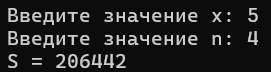 Введите значение x: 5
Введите значение n: 4
S = 206442